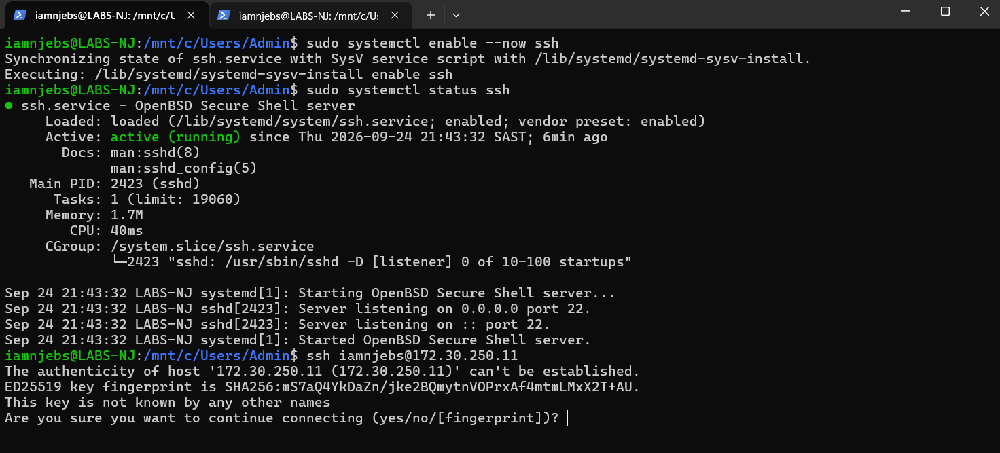 iamnjebs@LABS-NJ: /mnt/c/U
iamnjebs@LABS-NJ: /mnt/c/Us
iamnjebs@LABS-NJ:/mnt/c/Users/Admin$ sudo systemctl enable --now ssh
Synchronizing state of ssh.service with SysV service script with /lib/systemd/systemd-sysv-install.
Executing: /lib/systemd/systemd-sysv-install enable ssh
iamnjebs@LABS-NJ:/mnt/c/Users/Admin$ sudo systemctl status ssh
● ssh.service - OpenBSD Secure Shell server
     Loaded: loaded (/lib/systemd/system/ssh.service; enabled; vendor preset: enabled)
     Active: active (running) since Thu 2026-09-24 21:43:32 SAST; 6min ago
       Docs: man:sshd(8)
             man:sshd_config(5)
   Main PID: 2423 (sshd)
      Tasks: 1 (limit: 19060)
     Memory: 1.7M
        CPU: 40ms
     CGroup: /system.slice/ssh.service
             └─2423 "sshd: /usr/sbin/sshd -D [listener] 0 of 10-100 startups"
Sep 24 21:43:32 LABS-NJ systemd[1]: Starting OpenBSD Secure Shell server...
Sep 24 21:43:32 LABS-NJ sshd[2423]: Server listening on 0.0.0.0 port 22.
Sep 24 21:43:32 LABS-NJ sshd[2423]: Server listening on :: port 22.
Sep 24 21:43:32 LABS-NJ systemd[1]: Started OpenBSD Secure Shell server.
iamnjebs@LABS-NJ:/mnt/c/Users/Admin$ ssh iamnjebs@172.30.250.11
The authenticity of host '172.30.250.11 (172.30.250.11)' can't be established.
ED25519 key fingerprint is SHA256:mS7aQ4YkDaZn/jke2BQmytnVOPrxAf4mtmLMxX2T+AU.
This key is not known by any other names
Are you sure you want to continue connecting (yes/no/[fingerprint])?